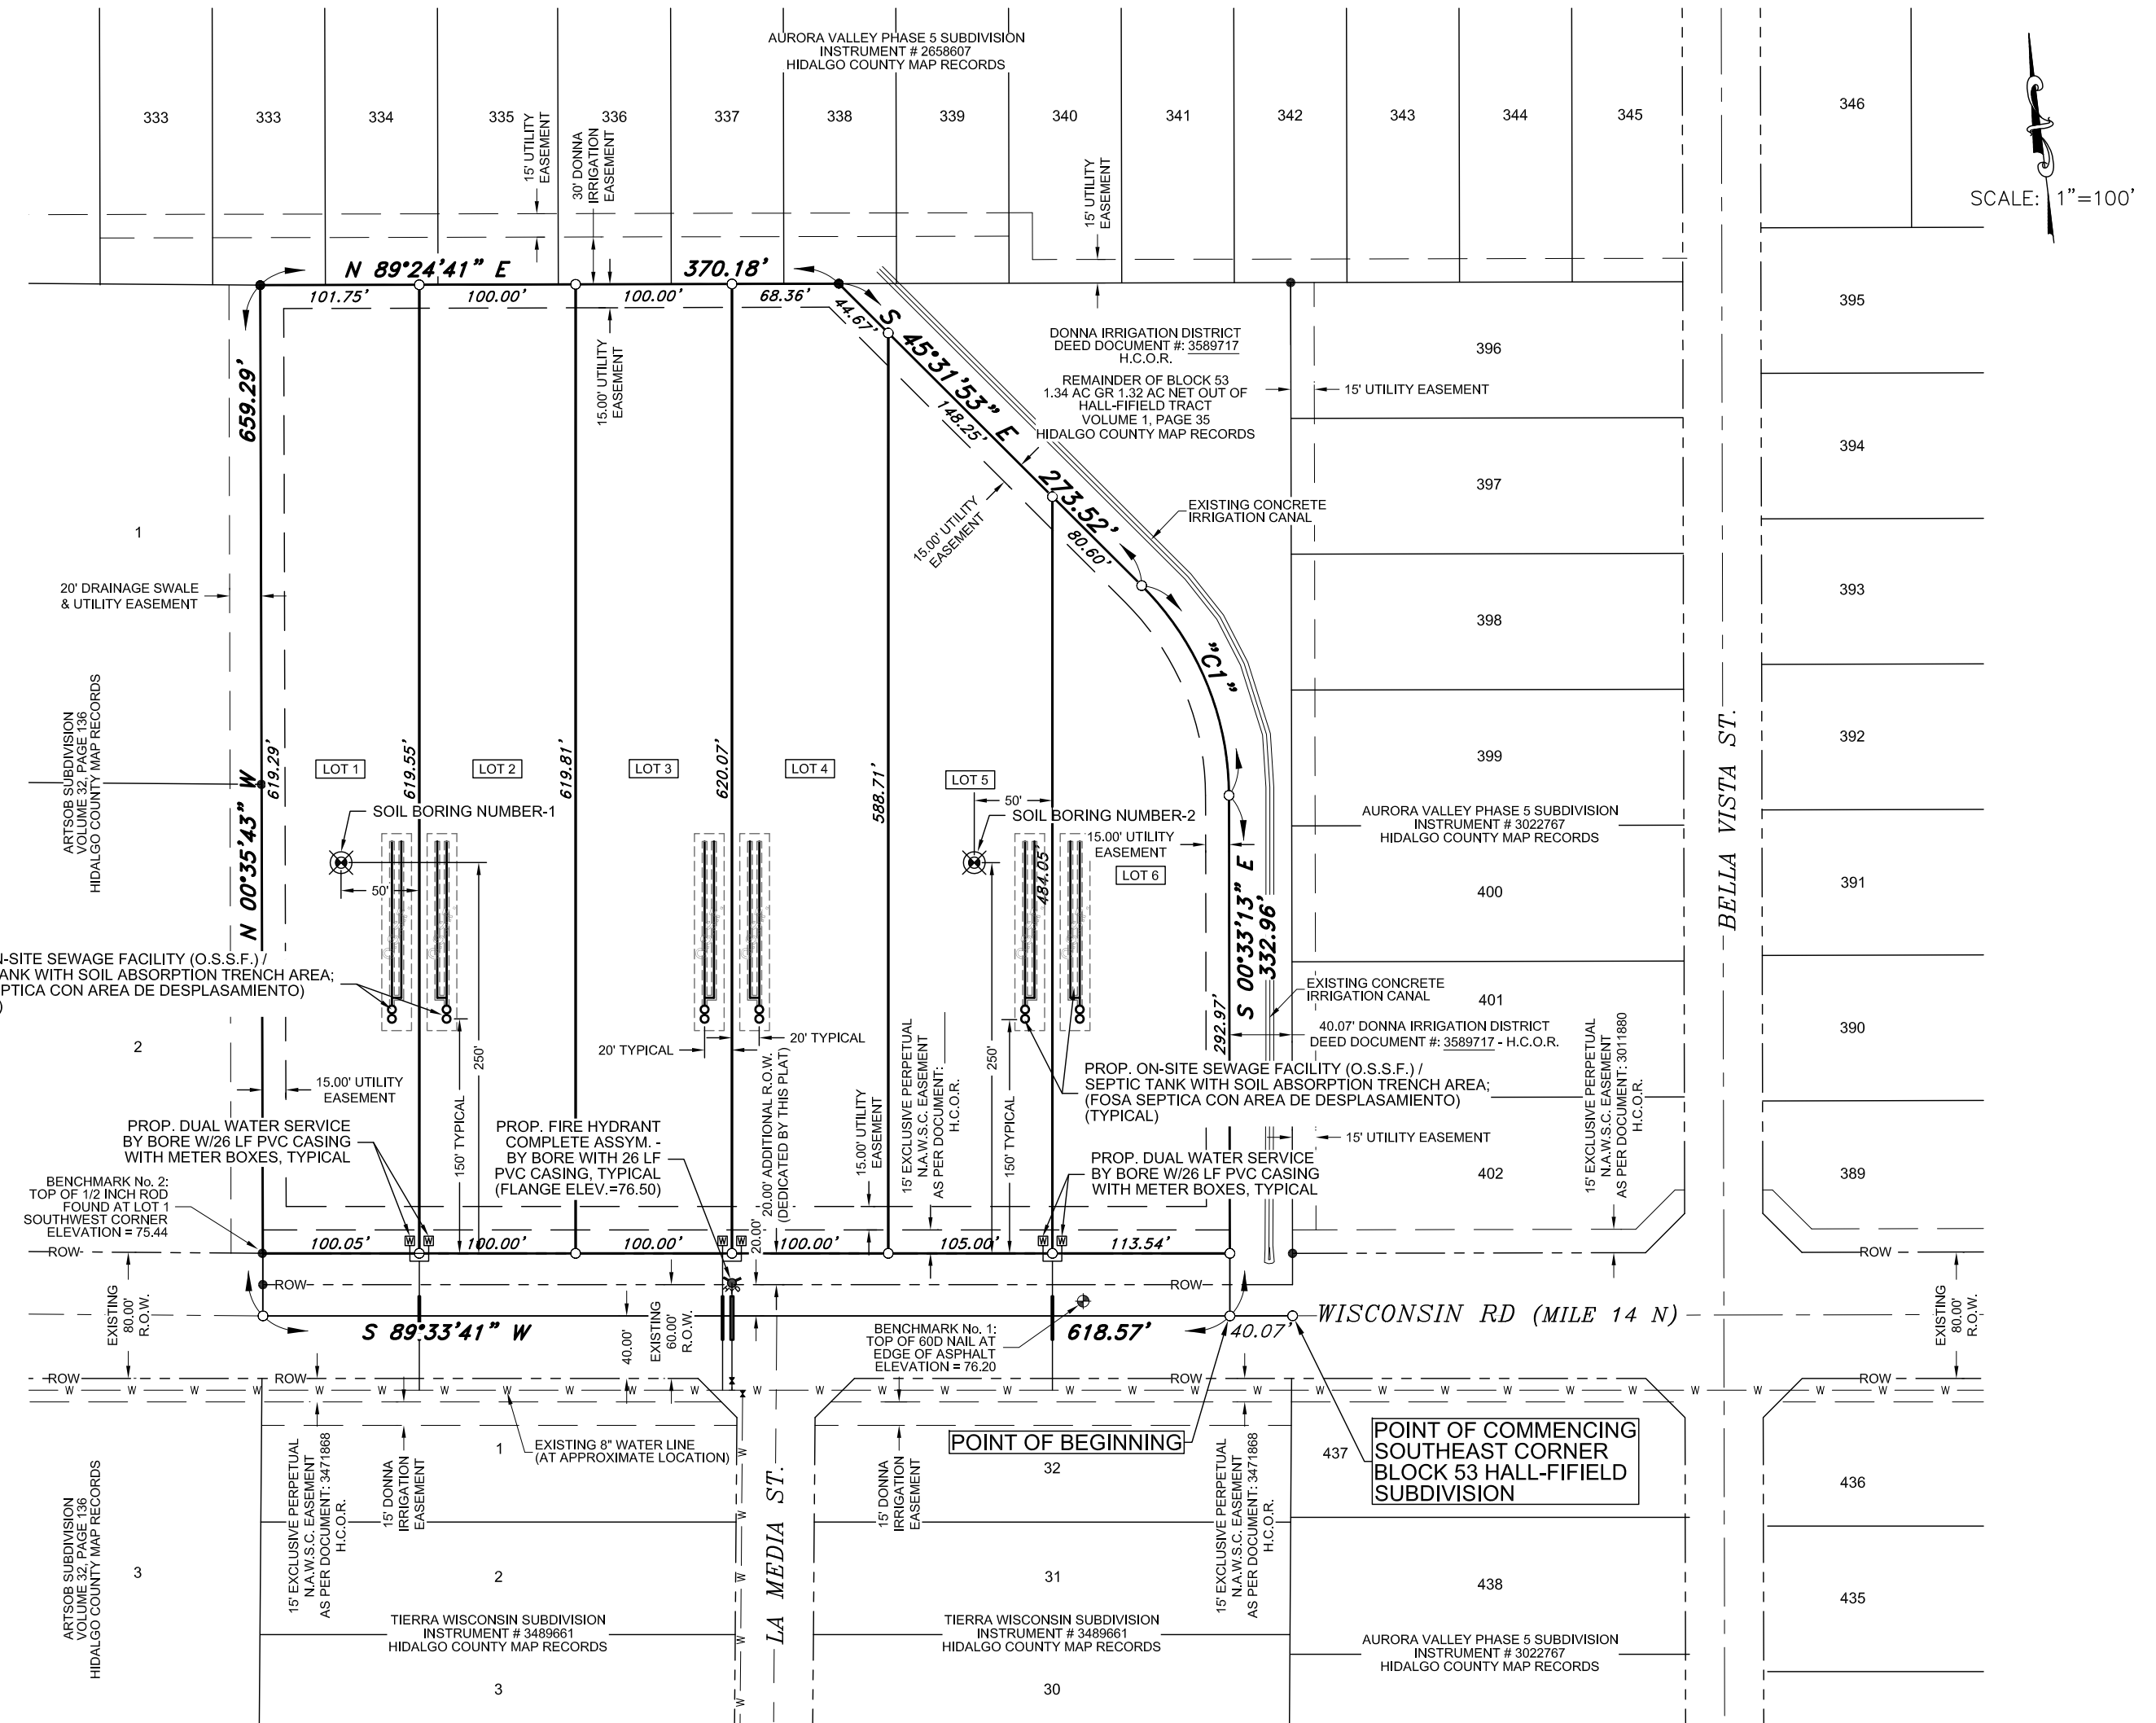 AURORA VALLEY PHASE 5 SUBDIVISION
INSTRUMENT # 2658607
HIDALGO COUNTY MAP RECORDS
333
333
334
335
336
337
338
339
340
341
342
343
344
345
346
15' UTILITY
EASEMENT
30' DONNA
IRRIGATION
EASEMENT
15' UTILITY
EASEMENT
SCALE: 1"=100'
N 89°24'41" E
370.18'
101.75'
100.00'
100.00'
68.36'
44.67'
S 45°31'53" E
273.52'
148.25'
80.60'
659.29'
15.00' UTILITY
EASEMENT
DONNA IRRIGATION DISTRICT
DEED DOCUMENT #: 3589717
H.C.O.R.
REMAINDER OF BLOCK 53
1.34 AC GR 1.32 AC NET OUT OF
HALL-FIFIELD TRACT
VOLUME 1, PAGE 35
HIDALGO COUNTY MAP RECORDS
15' UTILITY EASEMENT
395
396
394
397
EXISTING CONCRETE
IRRIGATION CANAL
15.00' UTILITY
EASEMENT
1
20' DRAINAGE SWALE
& UTILITY EASEMENT
393
398
"C1"
ARTSOB SUBDIVISION
VOLUME 32, PAGE 136
HIDALGO COUNTY MAP RECORDS
N 00°35'43" W
619.29'
619.55'
619.81'
620.07'
588.71'
484.05'
LOT 1
LOT 2
LOT 3
LOT 4
LOT 5
LOT 6
SOIL BORING NUMBER-1
50'
50'
SOIL BORING NUMBER-2
15.00' UTILITY
EASEMENT
399
392
AURORA VALLEY PHASE 5 SUBDIVISION
INSTRUMENT # 3022767
HIDALGO COUNTY MAP RECORDS
BELLA VISTA ST.
400
391
S 00°33'13" E
332.96'
292.97'
N-SITE SEWAGE FACILITY (O.S.S.F.) /
ANK WITH SOIL ABSORPTION TRENCH AREA;
PTICA CON AREA DE DESPLASAMIENTO)
)
EXISTING CONCRETE
IRRIGATION CANAL
401
390
40.07' DONNA IRRIGATION DISTRICT
DEED DOCUMENT #: 3589717 - H.C.O.R.
2
20' TYPICAL
20' TYPICAL
250'
250'
150' TYPICAL
150' TYPICAL
15.00' UTILITY
EASEMENT
PROP. ON-SITE SEWAGE FACILITY (O.S.S.F.) /
SEPTIC TANK WITH SOIL ABSORPTION TRENCH AREA;
(FOSA SEPTICA CON AREA DE DESPLASAMIENTO)
(TYPICAL)
PROP. DUAL WATER SERVICE
BY BORE W/26 LF PVC CASING
WITH METER BOXES, TYPICAL
PROP. FIRE HYDRANT
COMPLETE ASSYM. -
BY BORE WITH 26 LF
PVC CASING, TYPICAL
(FLANGE ELEV.=76.50)
20.00' ADDITIONAL R.O.W.
(DEDICATED BY THIS PLAT)
20.00'
15.00' UTILITY
EASEMENT
15' EXCLUSIVE PERPETUAL
N.A.W.S.C. EASEMENT
AS PER DOCUMENT:
H.C.O.R.
PROP. DUAL WATER SERVICE
BY BORE W/26 LF PVC CASING
WITH METER BOXES, TYPICAL
15' UTILITY EASEMENT
402
389
15' EXCLUSIVE PERPETUAL
N.A.W.S.C. EASEMENT
AS PER DOCUMENT: 3011880
H.C.O.R.
BENCHMARK No. 2:
TOP OF 1/2 INCH ROD
FOUND AT LOT 1
SOUTHWEST CORNER
ELEVATION = 75.44
W W W W W W
100.05'
100.00'
100.00'
100.00'
105.00'
113.54'
ROW
ROW
ROW
ROW
EXISTING
80.00'
R.O.W.
S 89°33'41" W
40.00'
EXISTING
60.00'
R.O.W.
BENCHMARK No. 1:
TOP OF 60D NAIL AT
EDGE OF ASPHALT
ELEVATION = 76.20
618.57'
40.07'
WISCONSIN RD (MILE 14 N)
EXISTING
80.00'
R.O.W.
ROW
ROW
ROW
ROW
W W W W W W W W W W W W W W W W W W W W W W W W W W W W W W
EXISTING 8" WATER LINE
(AT APPROXIMATE LOCATION)
1
POINT OF BEGINNING
32
437
POINT OF COMMENCING
SOUTHEAST CORNER
BLOCK 53 HALL-FIFIELD
SUBDIVISION
436
ARTSOB SUBDIVISION
VOLUME 32, PAGE 136
HIDALGO COUNTY MAP RECORDS
3
15' EXCLUSIVE PERPETUAL
N.A.W.S.C. EASEMENT
AS PER DOCUMENT: 3471868
H.C.O.R.
15' DONNA
IRRIGATION
EASEMENT
LA MEDIA ST.
W W W W W
15' DONNA
IRRIGATION
EASEMENT
15' EXCLUSIVE PERPETUAL
N.A.W.S.C. EASEMENT
AS PER DOCUMENT: 3471868
H.C.O.R.
2
31
438
435
TIERRA WISCONSIN SUBDIVISION
INSTRUMENT # 3489661
HIDALGO COUNTY MAP RECORDS
TIERRA WISCONSIN SUBDIVISION
INSTRUMENT # 3489661
HIDALGO COUNTY MAP RECORDS
AURORA VALLEY PHASE 5 SUBDIVISION
INSTRUMENT # 3022767
HIDALGO COUNTY MAP RECORDS
3
30